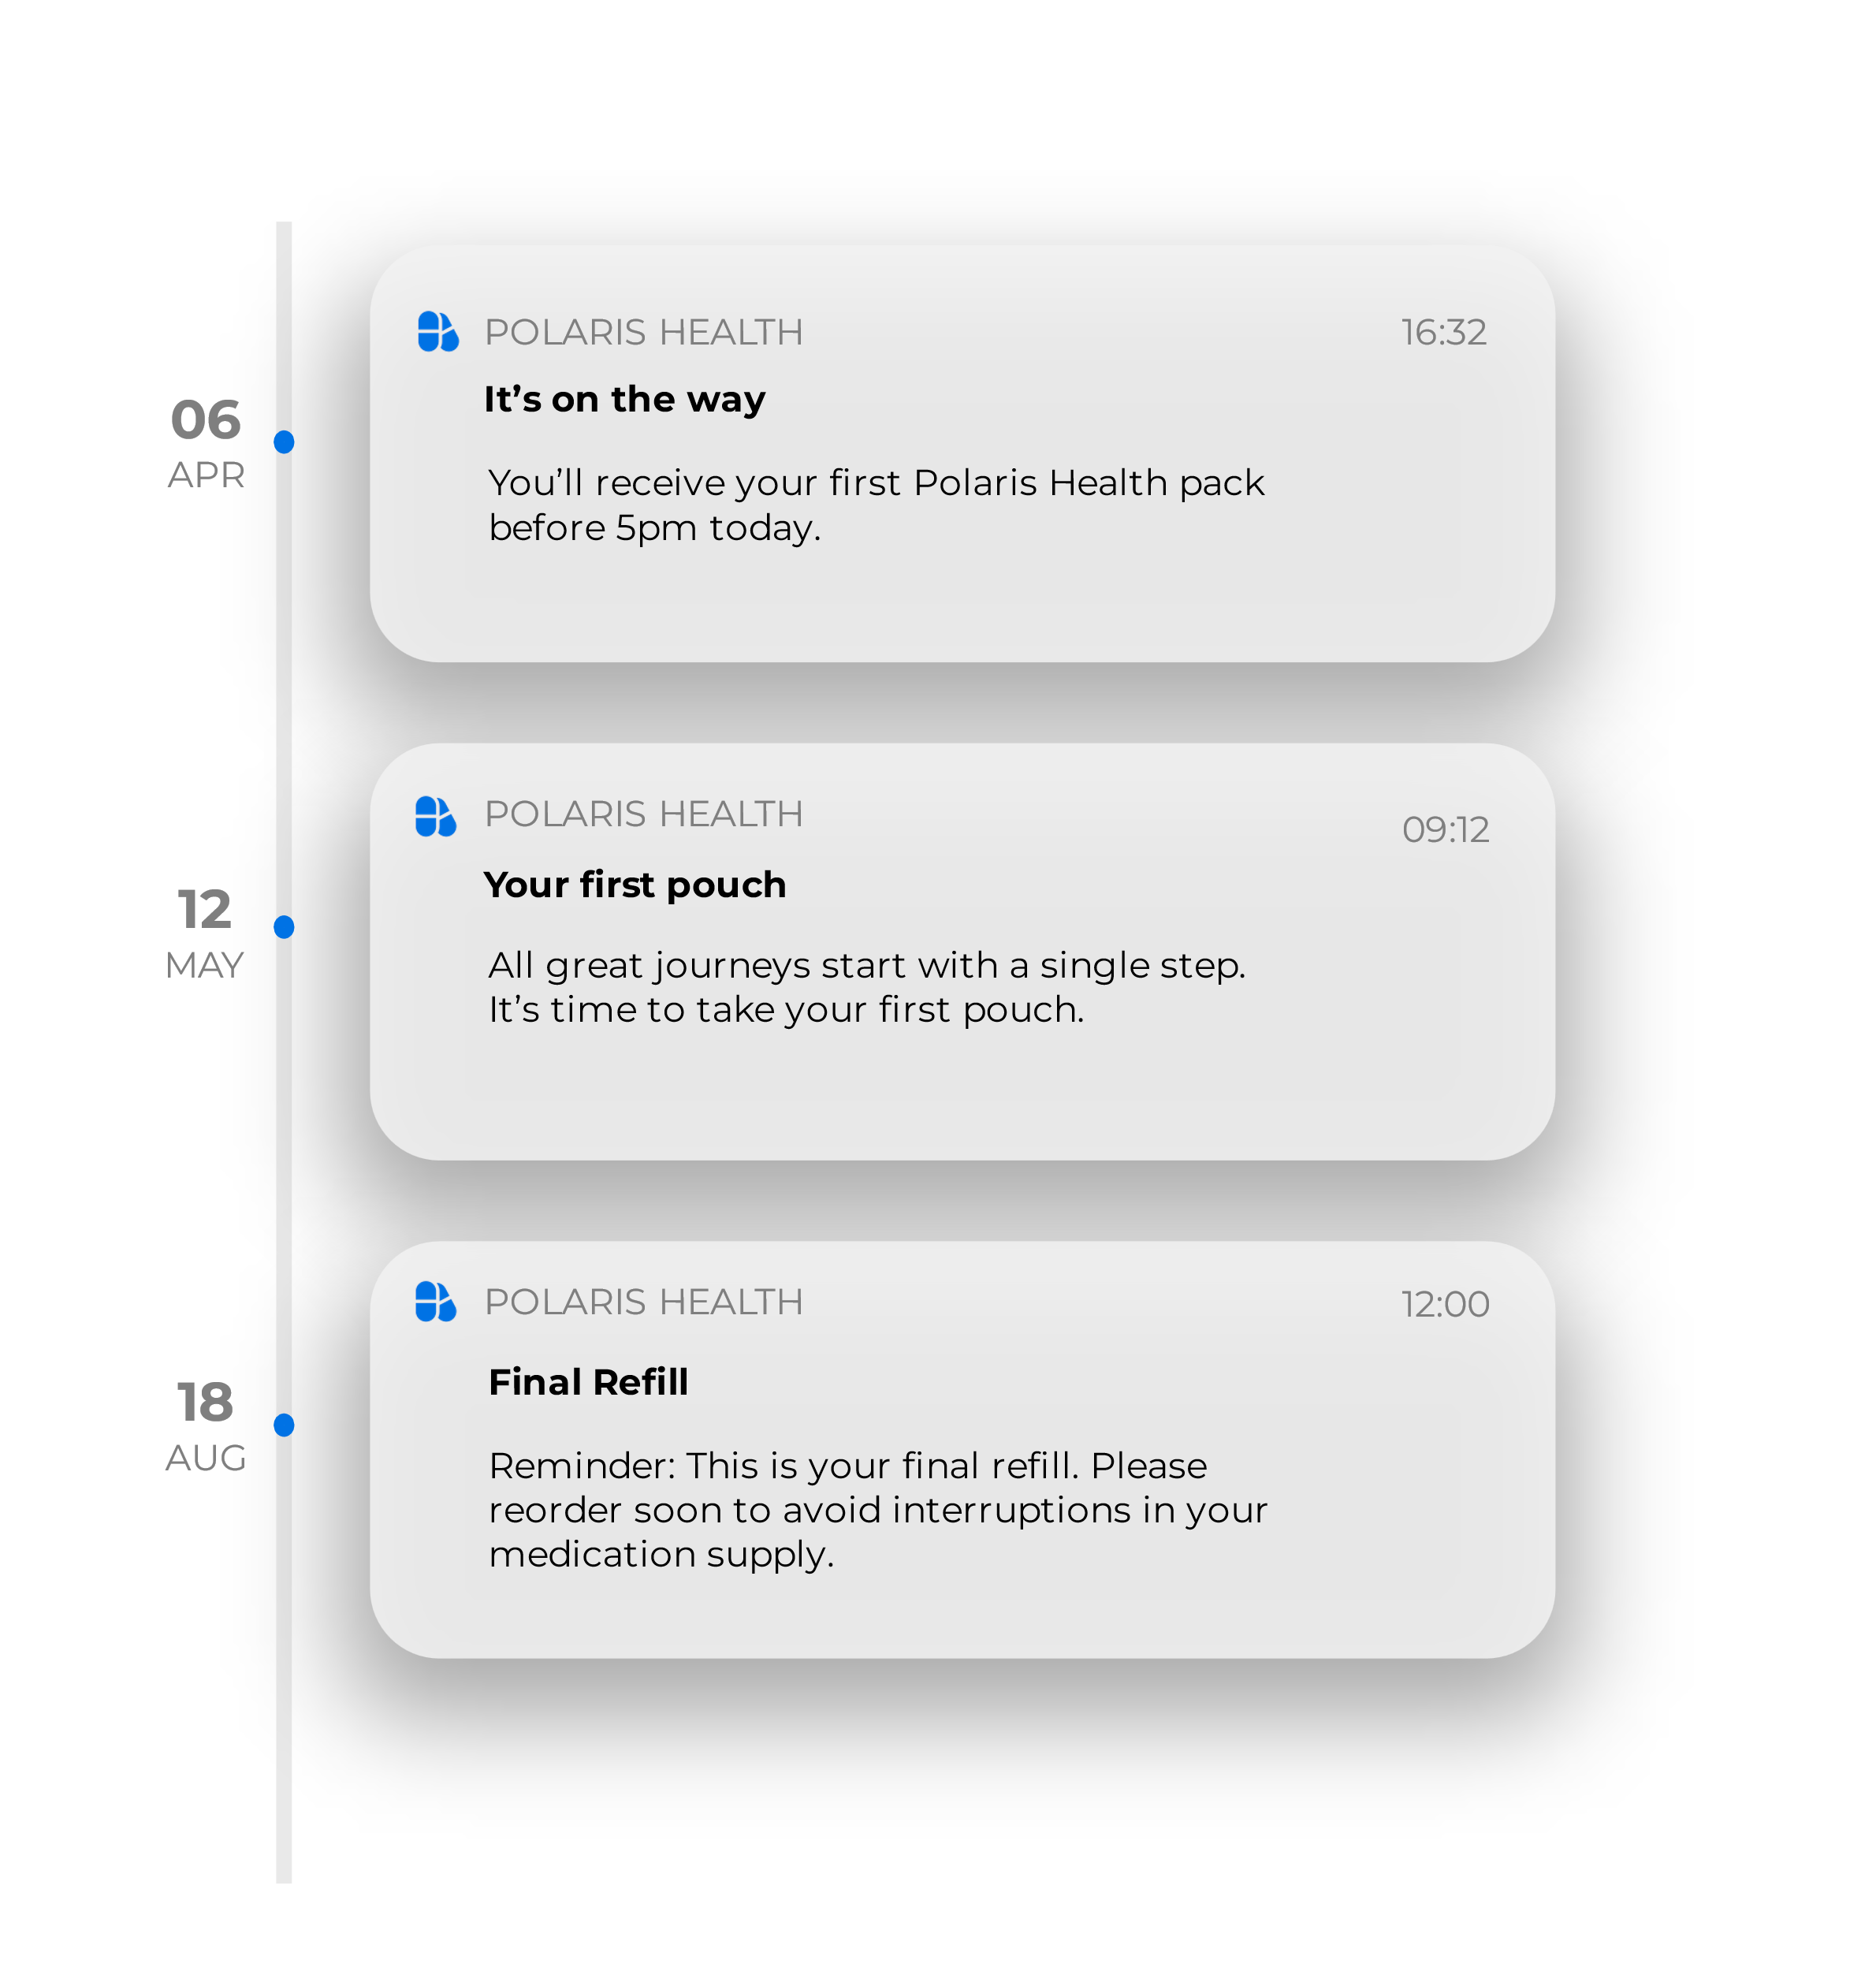 06
APR
POLARIS HEALTH
16:32
It’s on the way
You’ll receive your first Polaris Health pack
before 5pm today.
12
MAY
POLARIS HEALTH
09:12
Your first pouch
All great journeys start with a single step.
It’s time to take your first pouch.
18
AUG
POLARIS HEALTH
12:00
Final Refill
Reminder: This is your final refill. Please
reorder soon to avoid interruptions in your
medication supply.